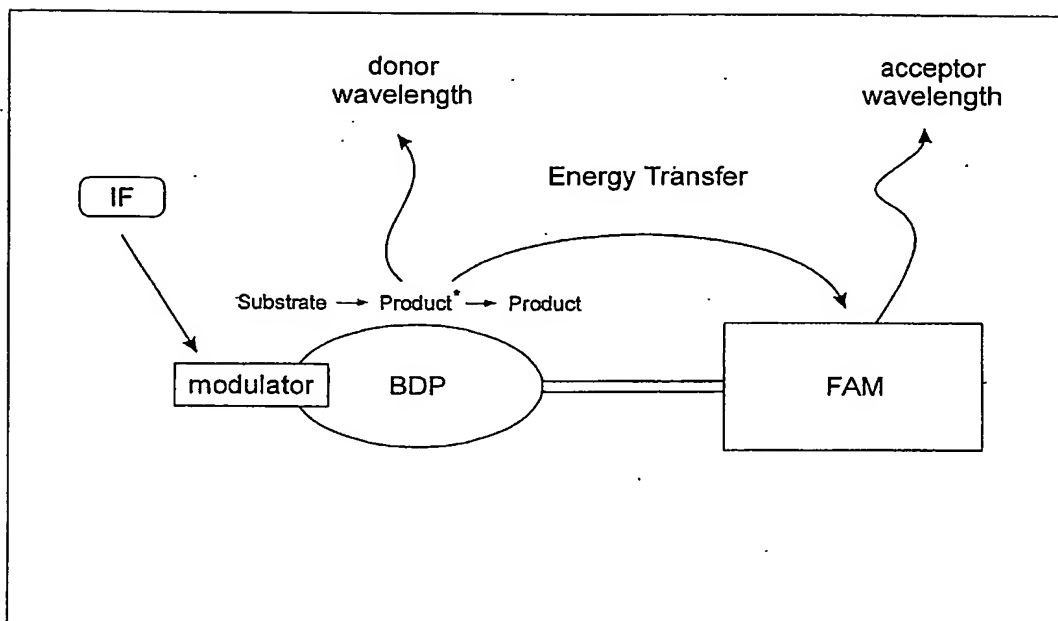 donor
wavelength
acceptor
wavelength
Energy Transfer
IF
Substrate → Product* → Product
modulator
BDP
FAM